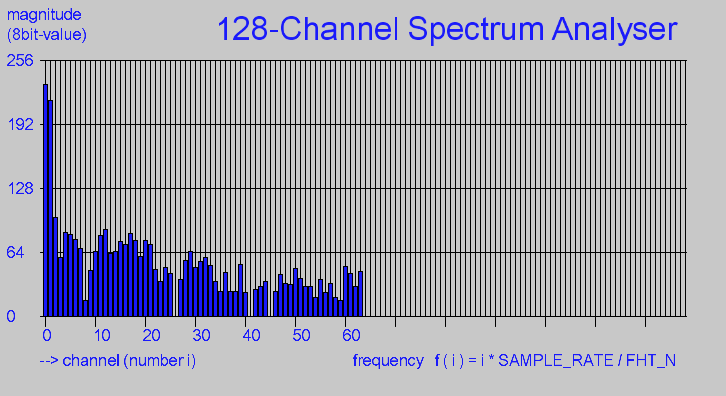 magnitude
(8bit-value)
128-Channel Spectrum Analyser
256
192
128
64
0
0 10 20 30 40 50 60
--> channel (number i) frequency f ( i ) = i * SAMPLE_RATE / FHT_N